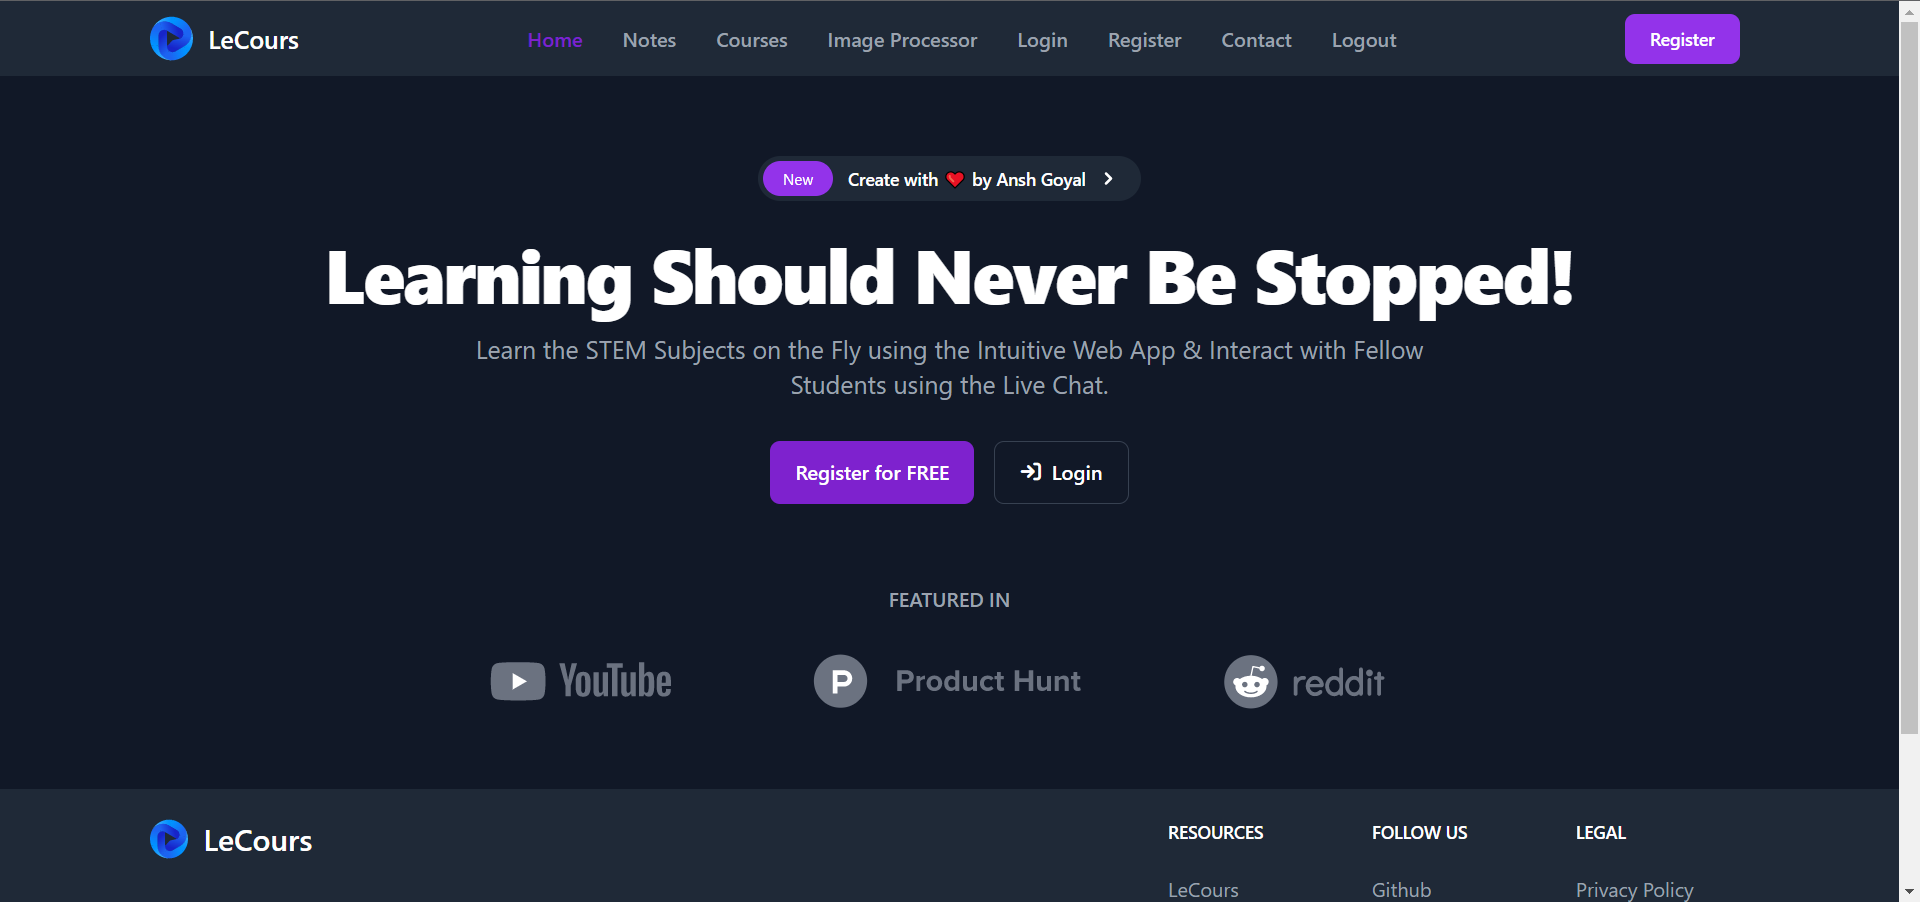 LeCours
Home Notes Courses Image Processor Login Register Contact Logout
Register
New Create with ❤️ by Ansh Goyal
Learning Should Never Be Stopped!
Learn the STEM Subjects on the Fly using the Intuitive Web App & Interact with Fellow
Students using the Live Chat.
Register for FREE
Login
FEATURED IN
YouTube
P Product Hunt
reddit
LeCours
RESOURCES FOLLOW US LEGAL
LeCours Github Privacy Policy